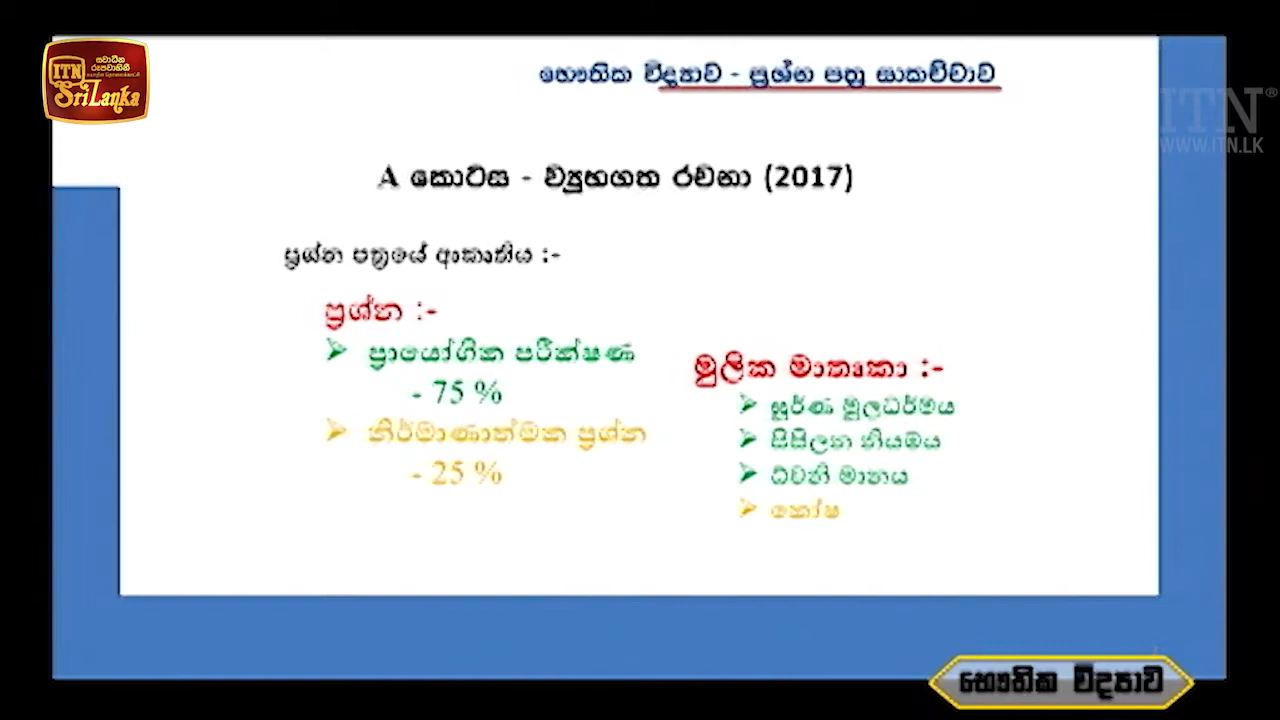 ITN
ස්වාධීන
රූපවාහිනී
Sri Lanka
භෞතික විද්‍යාව - ප්‍රශ්න පත්‍ර සාකච්චාව
ITN®
WWW.ITN.LK
A කොටස - ව්‍යුහගත රචනා (2017)
ප්‍රශ්න පත්‍රයේ ආකෘතිය :-
ප්‍රශ්න :-
➢ ප්‍රායෝගික පරීක්ෂණ
- 75 %
➢ නිර්මාණාත්මක ප්‍රශ්න
- 25 %
මුලික මාතෘකා :-
➢ සූර්ණ මූලධර්මය
➢ සිසිලන නියමය
➢ ධ්වනි මානය
➢ කෝෂ
භෞතික විද්‍යාව